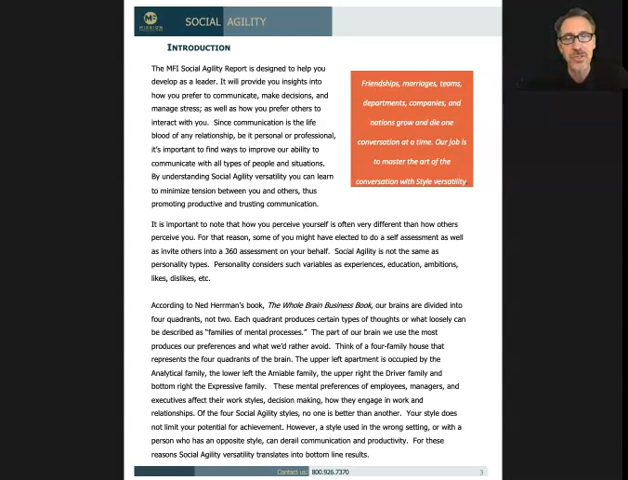 MF
MISSION
SOCIAL AGILITY
INTRODUCTION
The MFI Social Agility Report is designed to help you
develop as a leader. It will provide you insights into
how you prefer to communicate, make decisions, and
manage stress; as well as how you prefer others to
interact with you. Since communication is the life
blood of any relationship, be it personal or professional,
it's important to find ways to improve our ability to
communicate with all types of people and situations.
By understanding Social Agility versatility you can learn
to minimize tension between you and others, thus
promoting productive and trusting communication.
Friendships, marriages, teams,
departments, companies, and
nations grow and die one
conversation at a time. Our job is
to master the art of the
conversation with Style versatility
It is important to note that how you perceive yourself is often very different than how others
perceive you. For that reason, some of you might have elected to do a self assessment as well
as invite others into a 360 assessment on your behalf. Social Agility is not the same as
personality types. Personality considers such variables as experiences, education, ambitions,
likes, dislikes, etc.
According to Ned Herrman's book, The Whole Brain Business Book, our brains are divided into
four quadrants, not two. Each quadrant produces certain types of thoughts or what loosely can
be described as "families of mental processes." The part of our brain we use the most
produces our preferences and what we'd rather avoid. Think of a four-family house that
represents the four quadrants of the brain. The upper left apartment is occupied by the
Analytical family, the lower left the Amiable family, the upper right the Driver family and
bottom right the Expressive family. These mental preferences of employees, managers, and
executives affect their work styles, decision making, how they engage in work and
relationships. Of the four Social Agility styles, no one is better than another. Your style does
not limit your potential for achievement. However, a style used in the wrong setting, or with a
person who has an opposite style, can derail communication and productivity. For these
reasons Social Agility versatility translates into bottom line results.
Contact us: 800.926.7370
3